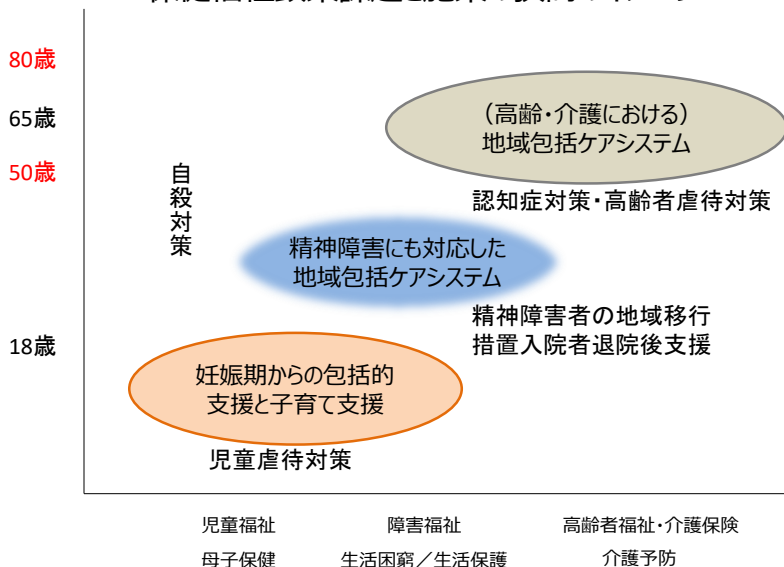 80歳
65歳
50歳
18歳
(高齢・介護における)
地域包括ケアシステム
認知症対策・高齢者虐待対策
自殺対策
精神障害にも対応した
地域包括ケアシステム
精神障害者の地域移行
措置入院者退院後支援
妊娠期からの包括的
支援と子育て支援
児童虐待対策
児童福祉
障害福祉
高齢者福祉・介護保険
母子保健
生活困窮／生活保護
介護予防